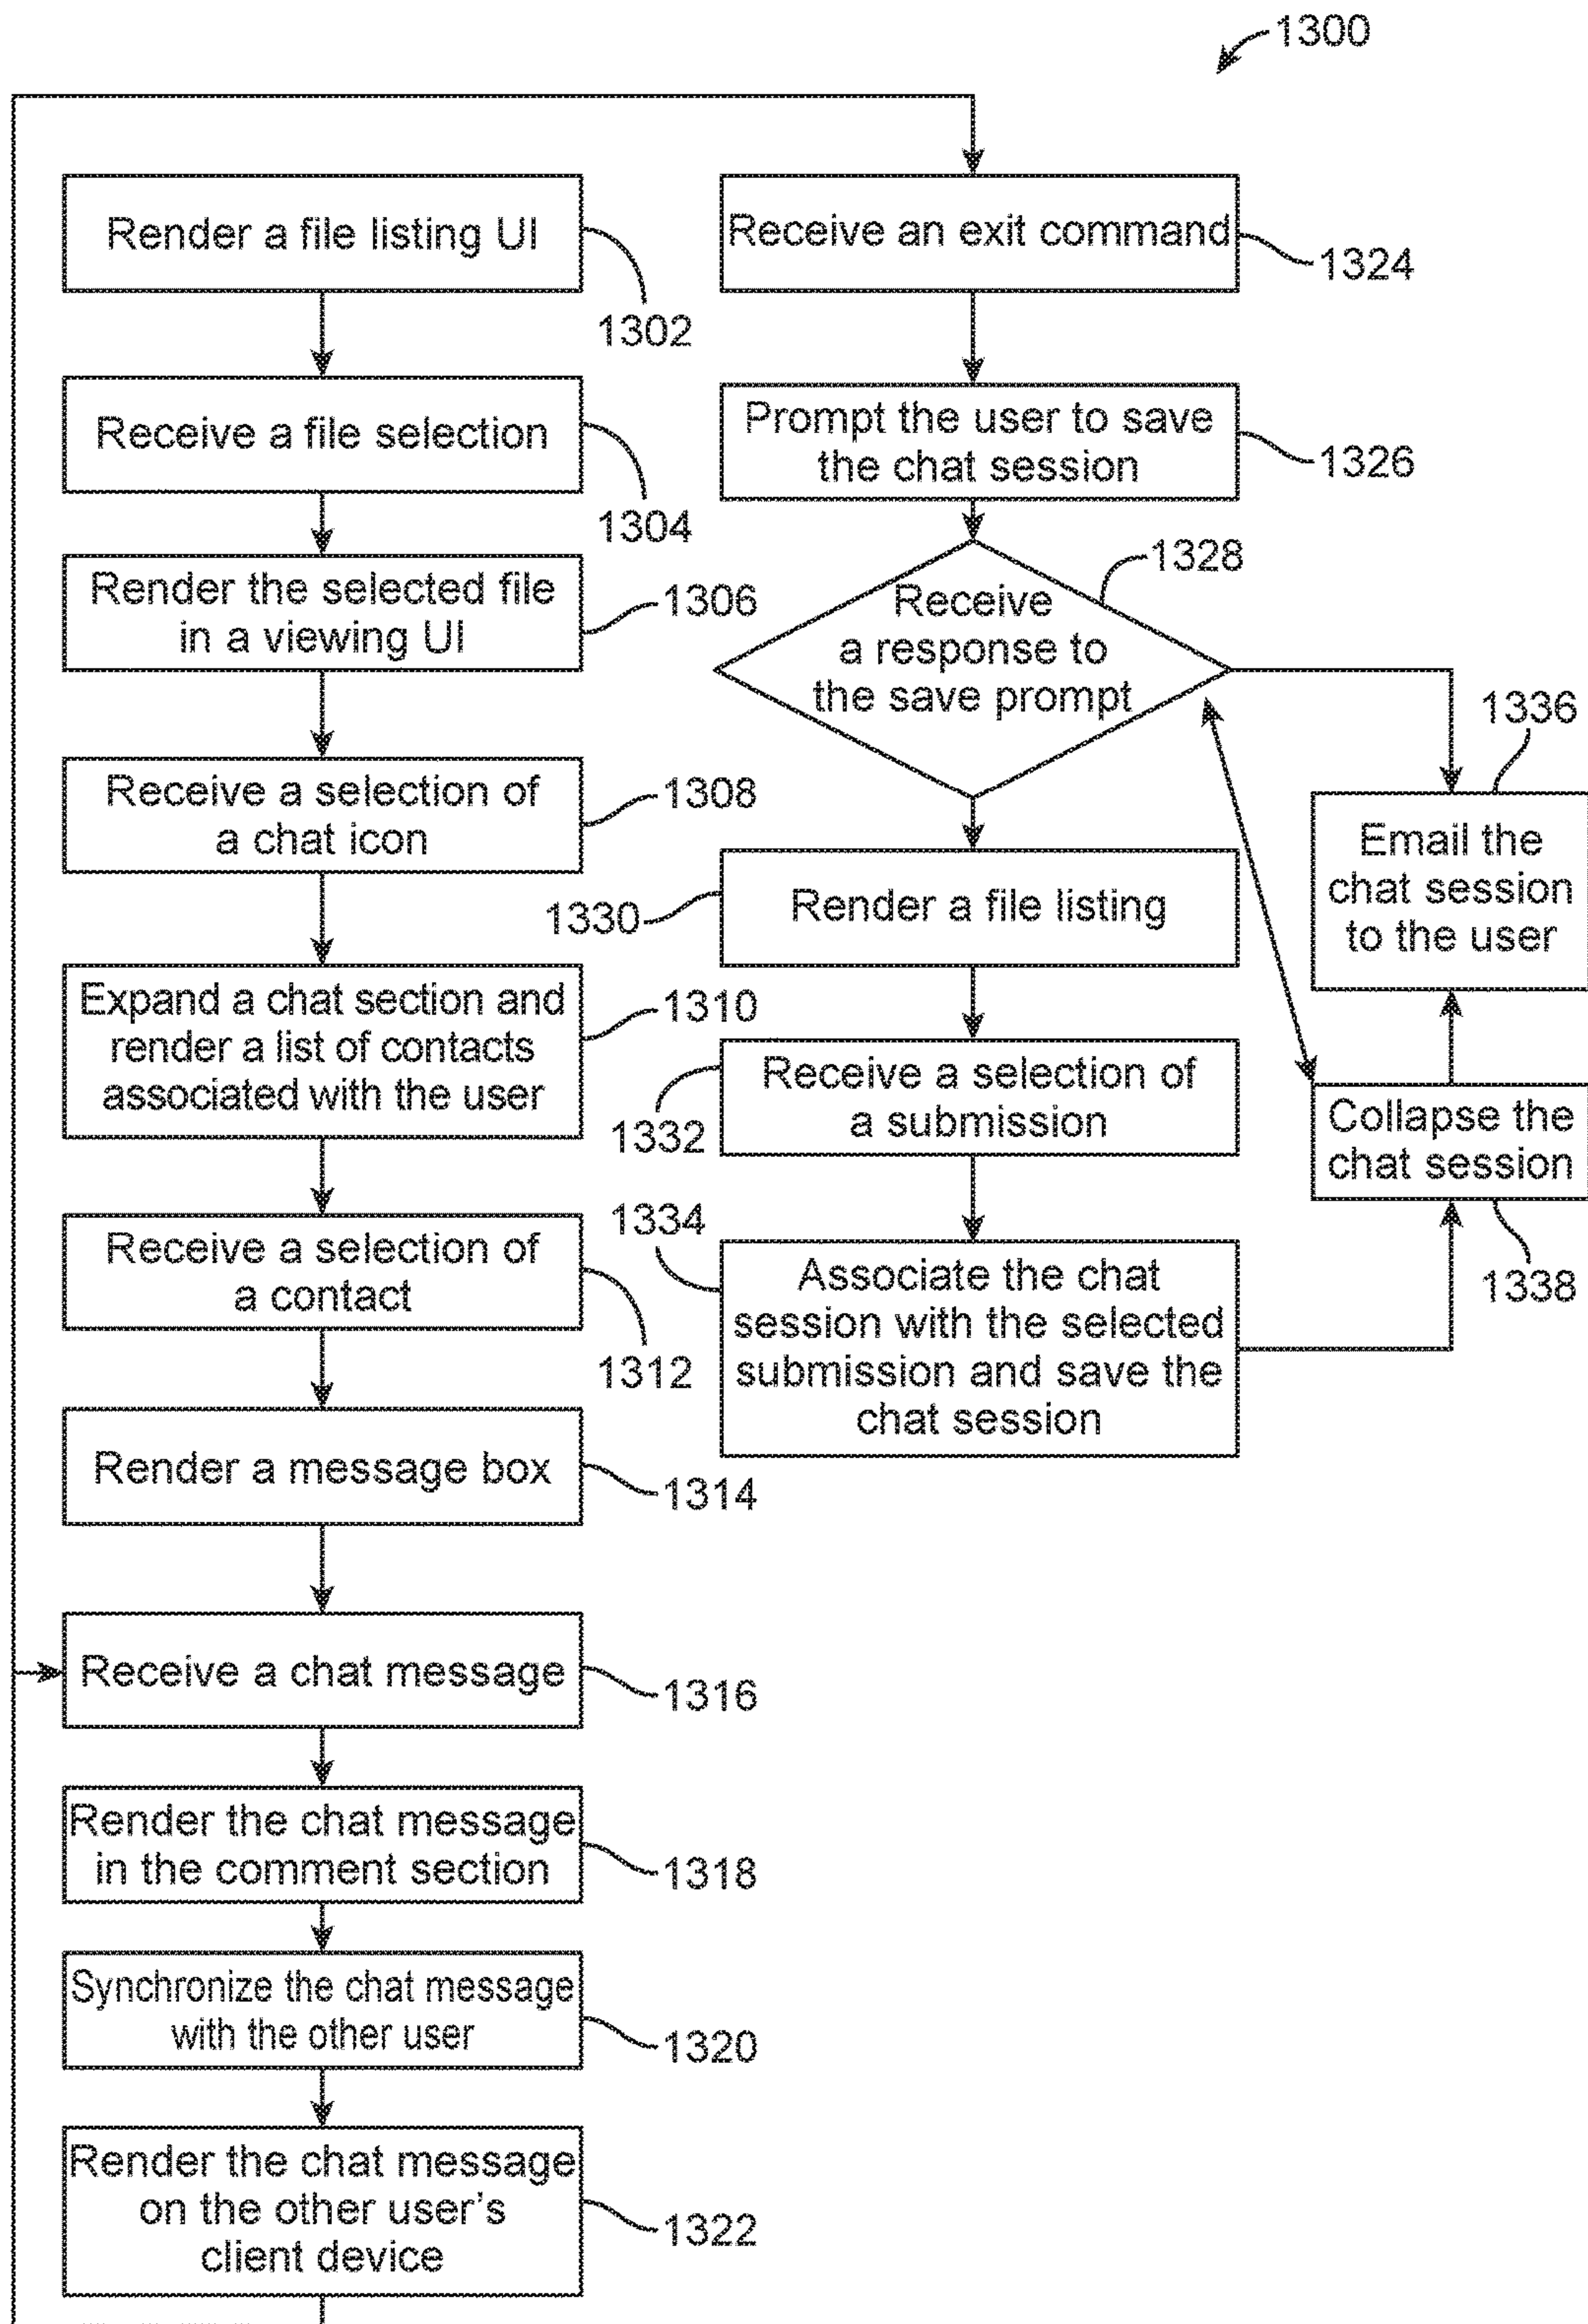 1300
Render a file listing UI
1302
Receive a file selection
1304
Render the selected file
in a viewing UI
1306
Receive a selection of
a chat icon
1308
Expand a chat section and
render a list of contacts
associated with the user
1310
Receive a selection of
a contact
1312
Render a message box
1314
Receive a chat message
1316
Render the chat message
in the comment section
1318
Synchronize the chat message
with the other user
1320
Render the chat message
on the other user's
client device
1322
Receive an exit command
1324
Prompt the user to save
the chat session
1326
Receive
a response to
the save prompt
1328
Render a file listing
1330
Receive a selection of
a submission
1332
Associate the chat
session with the selected
submission and save the
chat session
1334
Email the
chat session
to the user
1336
Collapse the
chat session
1338